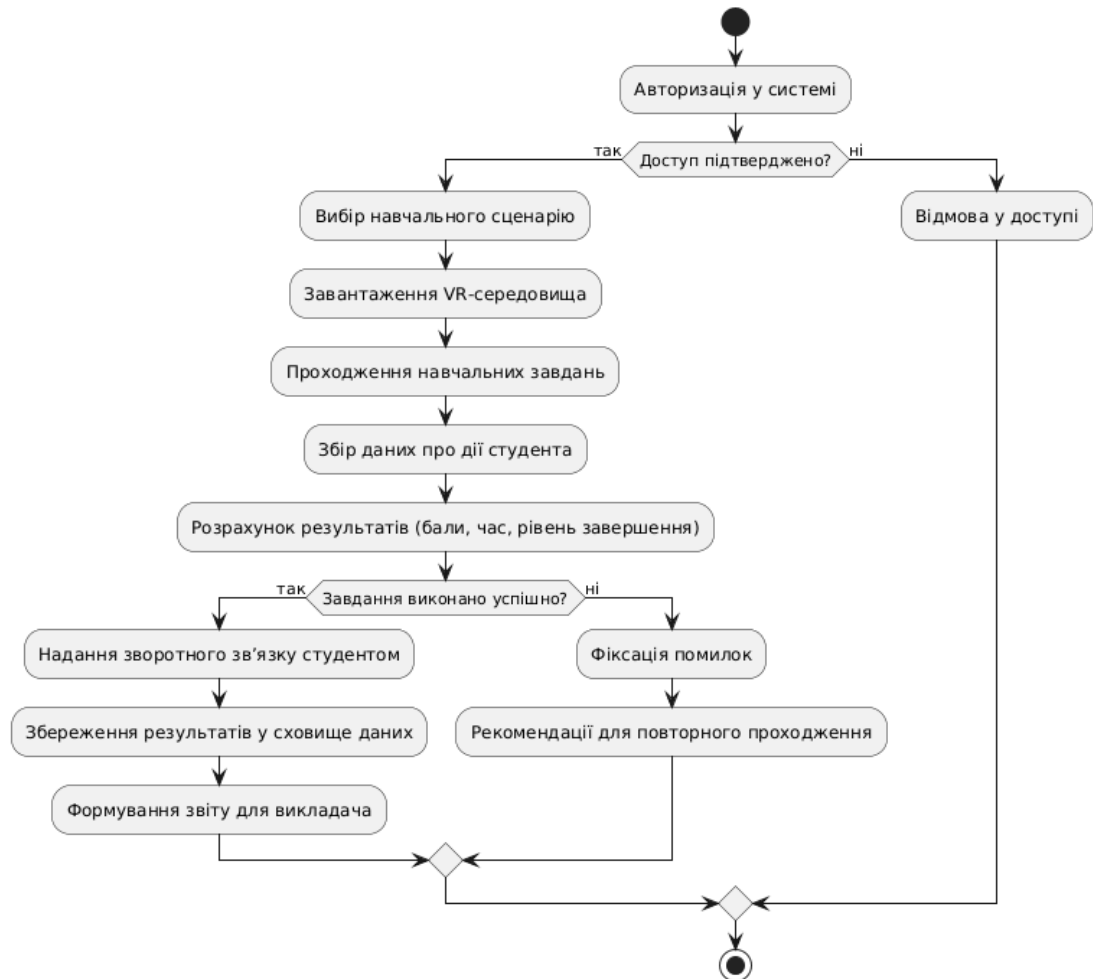 Авторизація у системі
так
Доступ підтверджено?
ні
Вибір навчального сценарію
Відмова у доступі
Завантаження VR-середовища
Проходження навчальних завдань
Збір даних про дії студента
Розрахунок результатів (бали, час, рівень завершення)
так
Завдання виконано успішно?
ні
Надання зворотного зв’язку студентом
Фіксація помилок
Збереження результатів у сховище даних
Рекомендації для повторного проходження
Формування звіту для викладача